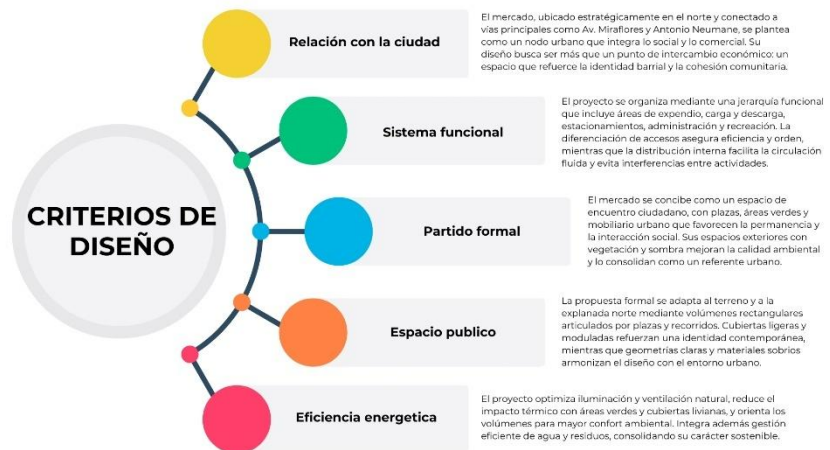 CRITERIOS DE
DISEÑO
Relación con la ciudad
El mercado, ubicado estratégicamente en el norte y conectado a
vías principales como Av. Miraflores y Antonio Neumane, se plantea
como un nodo urbano que integra lo social y lo comercial. Su
diseño busca ser más que un punto de intercambio económico: un
espacio que refuerce la identidad barrial y la cohesión comunitaria.
Sistema funcional
El proyecto se organiza mediante una jerarquía funcional
que incluye áreas de expendio, carga y descarga,
estacionamientos, administración y recreación. La
diferenciación de accesos asegura eficiencia y orden,
mientras que la distribución interna facilita la circulación
fluida y evita interferencias entre actividades.
Partido formal
El mercado se concibe como un espacio de
encuentro ciudadano, con plazas, áreas verdes y
mobiliario urbano que favorecen la permanencia y
la interacción social. Sus espacios exteriores con
vegetación y sombra mejoran la calidad ambiental
y lo consolidan como un referente urbano.
Espacio publico
La propuesta formal se adapta al terreno y a la
explanada norte mediante volúmenes rectangulares
articulados por plazas y recorridos. Cubiertas ligeras y
moduladas refuerzan una identidad contemporánea,
mientras que geometrías claras y materiales sobrios
armonizan el diseño con el entorno urbano.
Eficiencia energetica
El proyecto optimiza iluminación y ventilación natural, reduce el
impacto térmico con áreas verdes y cubiertas livianas, y orienta los
volúmenes para mayor confort ambiental. Integra además gestión
eficiente de agua y residuos, consolidando su carácter sostenible.